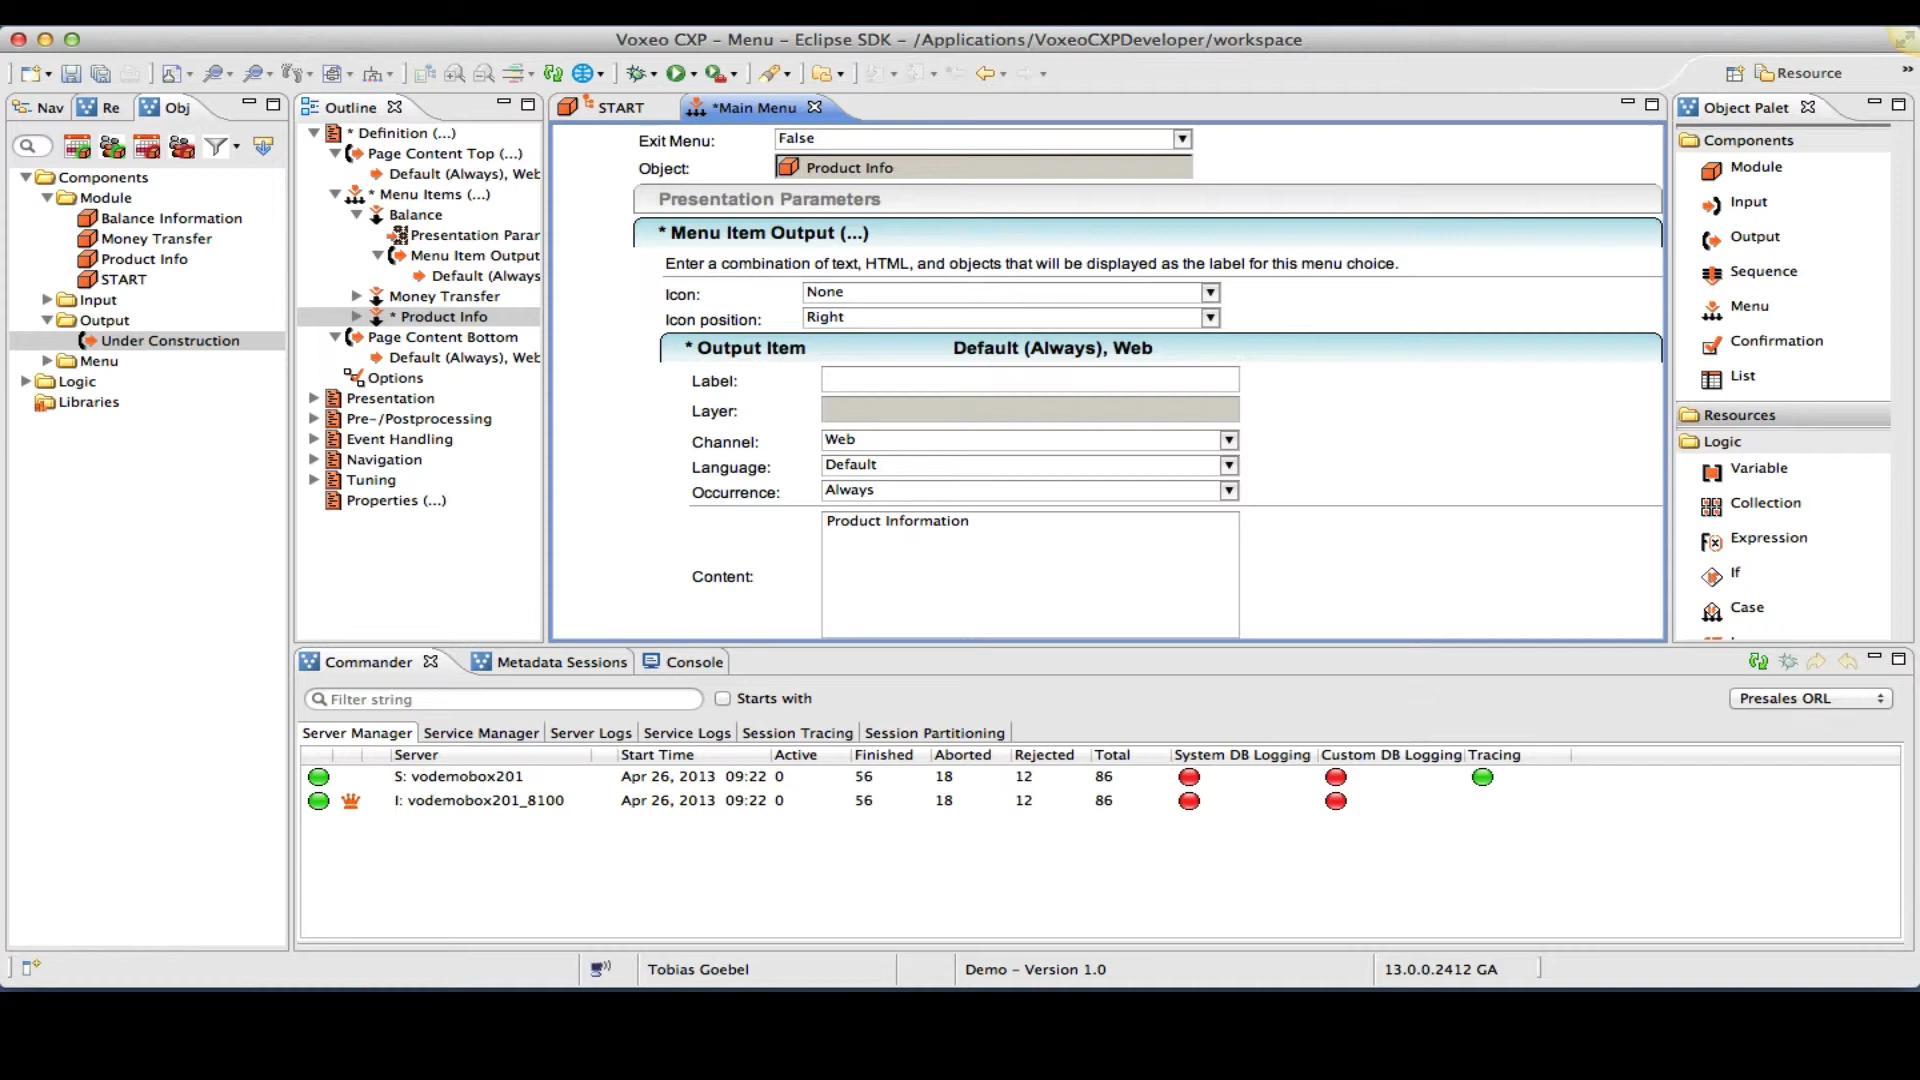 Voxeo CXP - Menu - Eclipse SDK - /Applications/VoxeoCXPDeveloper/workspace
Resource
Nav
Re
Obj
Components
Module
Balance Information
Money Transfer
Product Info
START
Input
Output
Under Construction
Menu
Logic
Libraries
Outline
* Definition (...)
Page Content Top (...)
Default (Always), Web
* Menu Items (...)
Balance
Presentation Parar
Menu Item Output
Default (Always
Money Transfer
* Product Info
Page Content Bottom
Default (Always), Web
Options
Presentation
Pre-/Postprocessing
Event Handling
Navigation
Tuning
Properties (...)
START
*Main Menu
Exit Menu: False
Object: Product Info
Presentation Parameters
* Menu Item Output (...)
Enter a combination of text, HTML, and objects that will be displayed as the label for this menu choice.
Icon: None
Icon position: Right
* Output Item Default (Always), Web
Label:
Layer:
Channel: Web
Language: Default
Occurrence: Always
Product Information
Content:
Object Palet
Components
Module
Input
Output
Sequence
Menu
Confirmation
List
Resources
Logic
Variable
Collection
Expression
If
Case
Commander
Metadata Sessions
Console
Filter string
Starts with
Presales ORL
Server Manager Service Manager Server Logs Service Logs Session Tracing Session Partitioning
Server Start Time Active Finished Aborted Rejected Total System DB Logging Custom DB Logging Tracing
S: vodemobox201 Apr 26, 2013 09:22 0 56 18 12 86
I: vodemobox201_8100 Apr 26, 2013 09:22 0 56 18 12 86
Tobias Goebel
Demo - Version 1.0
13.0.0.2412 GA